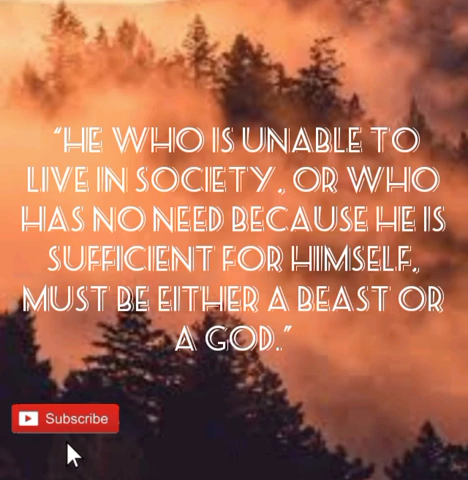 “HE WHO IS UNABLE TO
LIVE IN SOCIETY, OR WHO
HAS NO NEED BECAUSE HE IS
SUFFICIENT FOR HIMSELF,
MUST BE EITHER A BEAST OR
A GOD.”
Subscribe